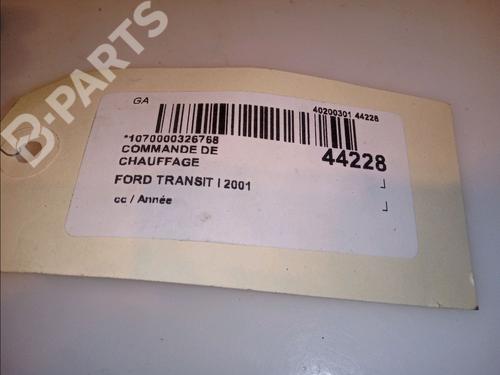 B-PARTS
GA
40200301 44228
*1070000326768
COMMANDE DE
CHAUFFAGE
44228
FORD TRANSIT I 2001
cc / Année